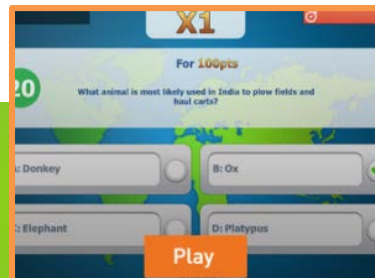 X1
For 100pts
20
What animal is most likely used in India to plow fields and
haul carts?
A: Donkey
B: Ox
C: Elephant
D: Platypus
Play